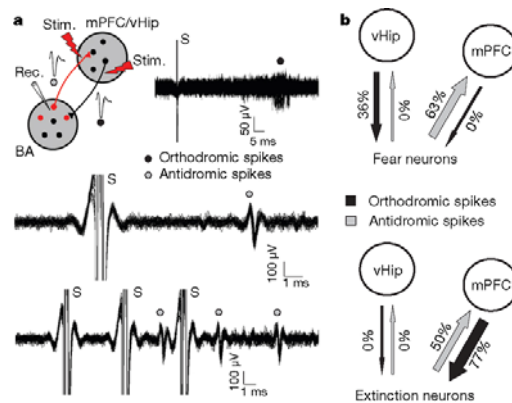 a
mPFC/vHip
Stim.
Stim.
Rec.
BA
S
50 µV
5 ms
Orthodromic spikes
Antidromic spikes
S
100 µV
1 ms
S
S
S
100 µV
1 ms
b
vHip
mPFC
36%
0%
63%
0%
Fear neurons
Orthodromic spikes
Antidromic spikes
vHip
mPFC
0%
0%
50%
77%
Extinction neurons